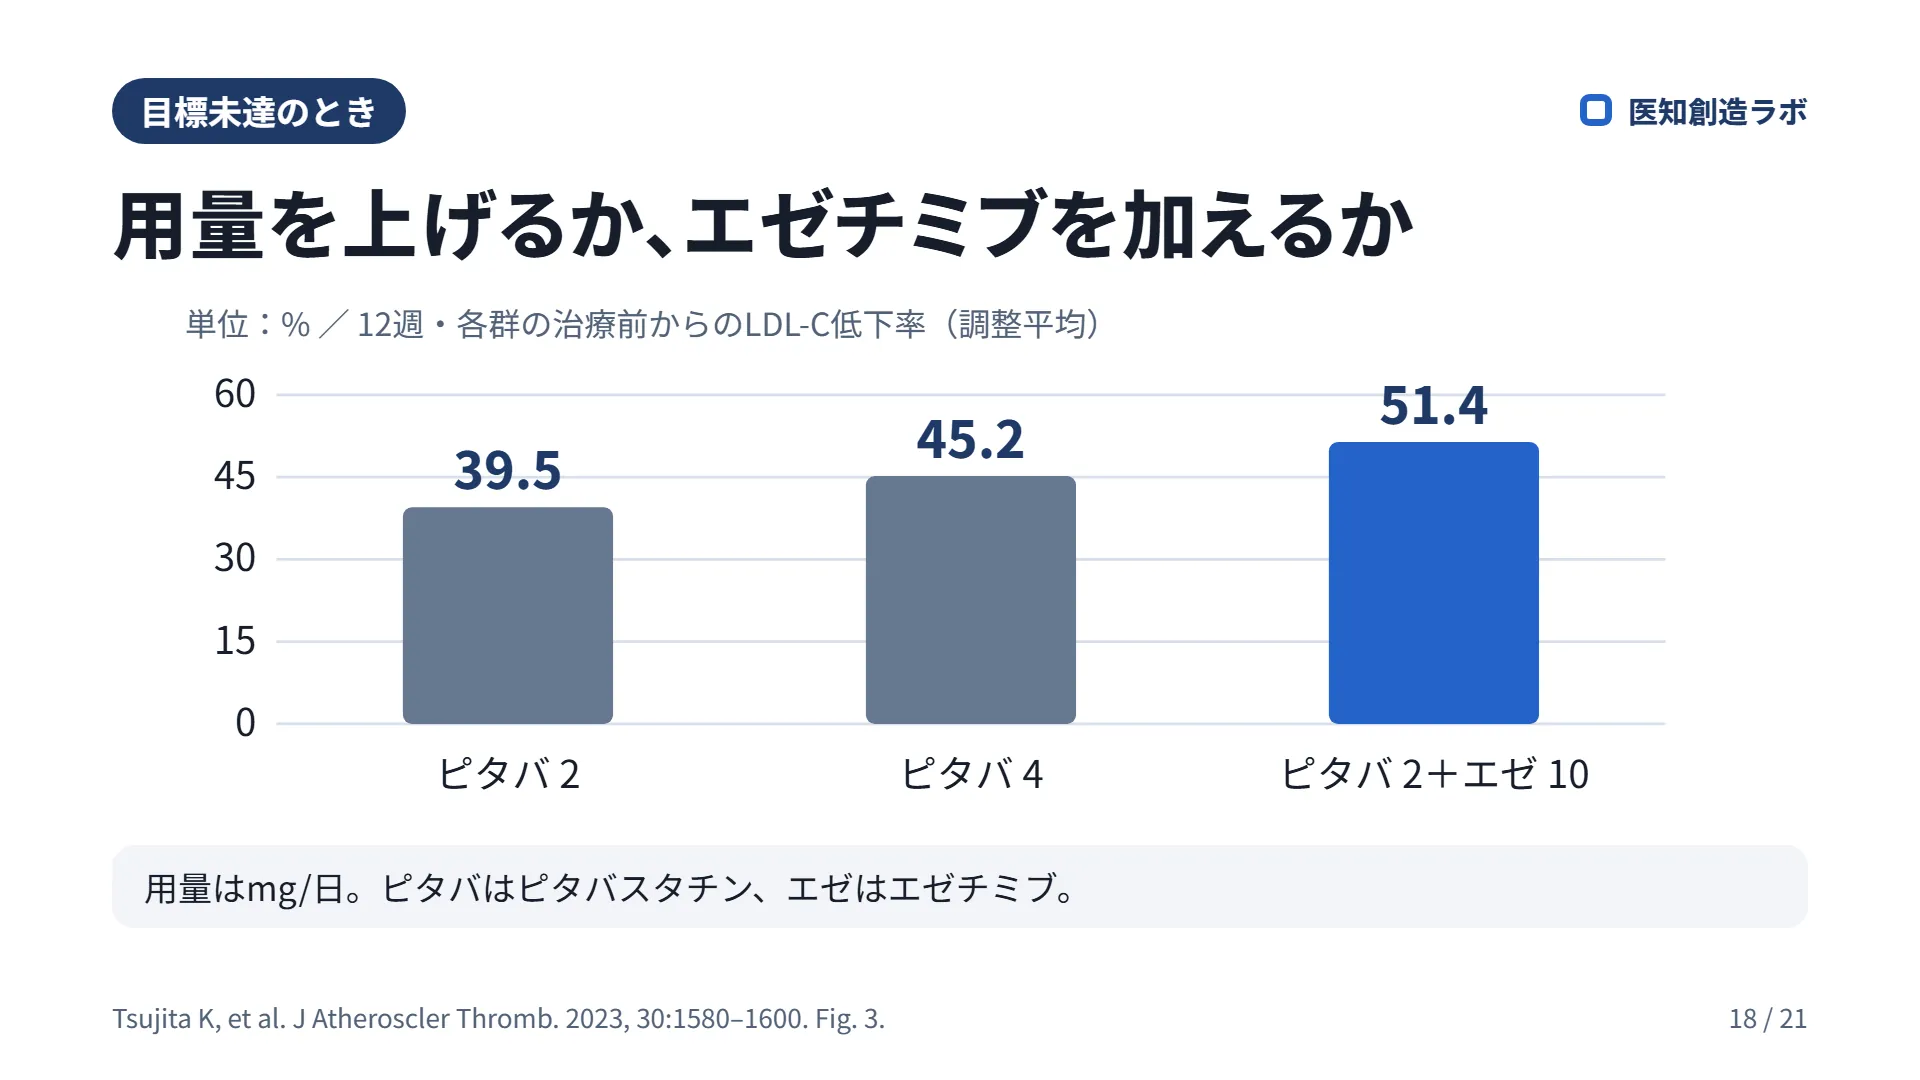 目標未達のとき
医知創造ラボ
用量を上げるか、エゼチミブを加えるか
単位：% ／ 12週・各群の治療前からのLDL-C低下率（調整平均）
60
45
30
15
0
39.5
45.2
51.4
ピタバ 2
ピタバ 4
ピタバ 2＋エゼ 10
用量はmg/日。ピタバはピタバスタチン、エゼはエゼチミブ。
Tsujita K, et al. J Atheroscler Thromb. 2023, 30:1580–1600. Fig. 3.
18 / 21